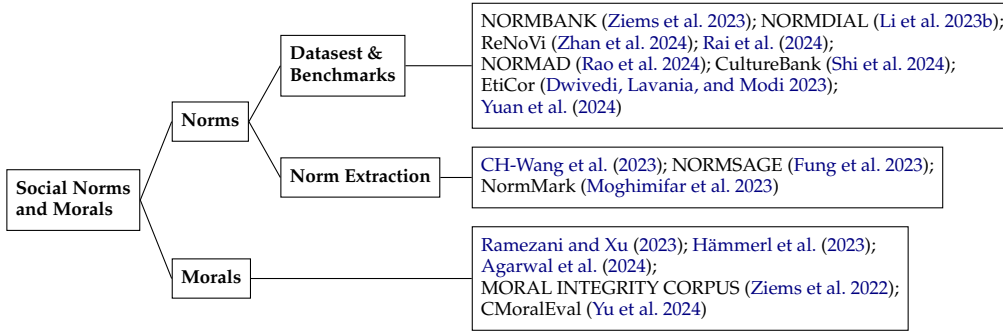 NORMBANK (Ziems et al. 2023); NORMDIAL (Li et al. 2023b);
ReNoVi (Zhan et al. 2024); Rai et al. (2024);
NORMAD (Rao et al. 2024); CultureBank (Shi et al. 2024);
EtiCor (Dwivedi, Lavania, and Modi 2023);
Yuan et al. (2024)
Datasest &
Benchmarks
Norms
Norm Extraction
CH-Wang et al. (2023); NORMSAGE (Fung et al. 2023);
NormMark (Moghimifar et al. 2023)
Social Norms
and Morals
Morals
Ramezani and Xu (2023); Hämmerl et al. (2023);
Agarwal et al. (2024);
MORAL INTEGRITY CORPUS (Ziems et al. 2022);
CMoralEval (Yu et al. 2024)